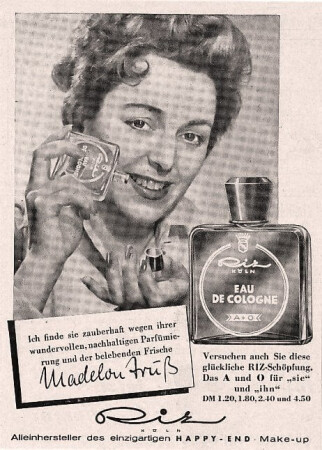 Riz
KÖLN
EAU
DE COLOGNE
A+O
Ich finde sie zauberhaft wegen ihrer
wundervollen, nachhaltigen Parfümie-
rung und der belebenden Frische
Madelon Truß
Versuchen auch Sie diese
glückliche RIZ-Schöpfung.
Das A und O für „sie“
und „ihn“
DM 1.20, 1.80, 2.40 und 4.50
Riz
KÖLN
Alleinhersteller des einzigartigen HAPPY-END-Make-up